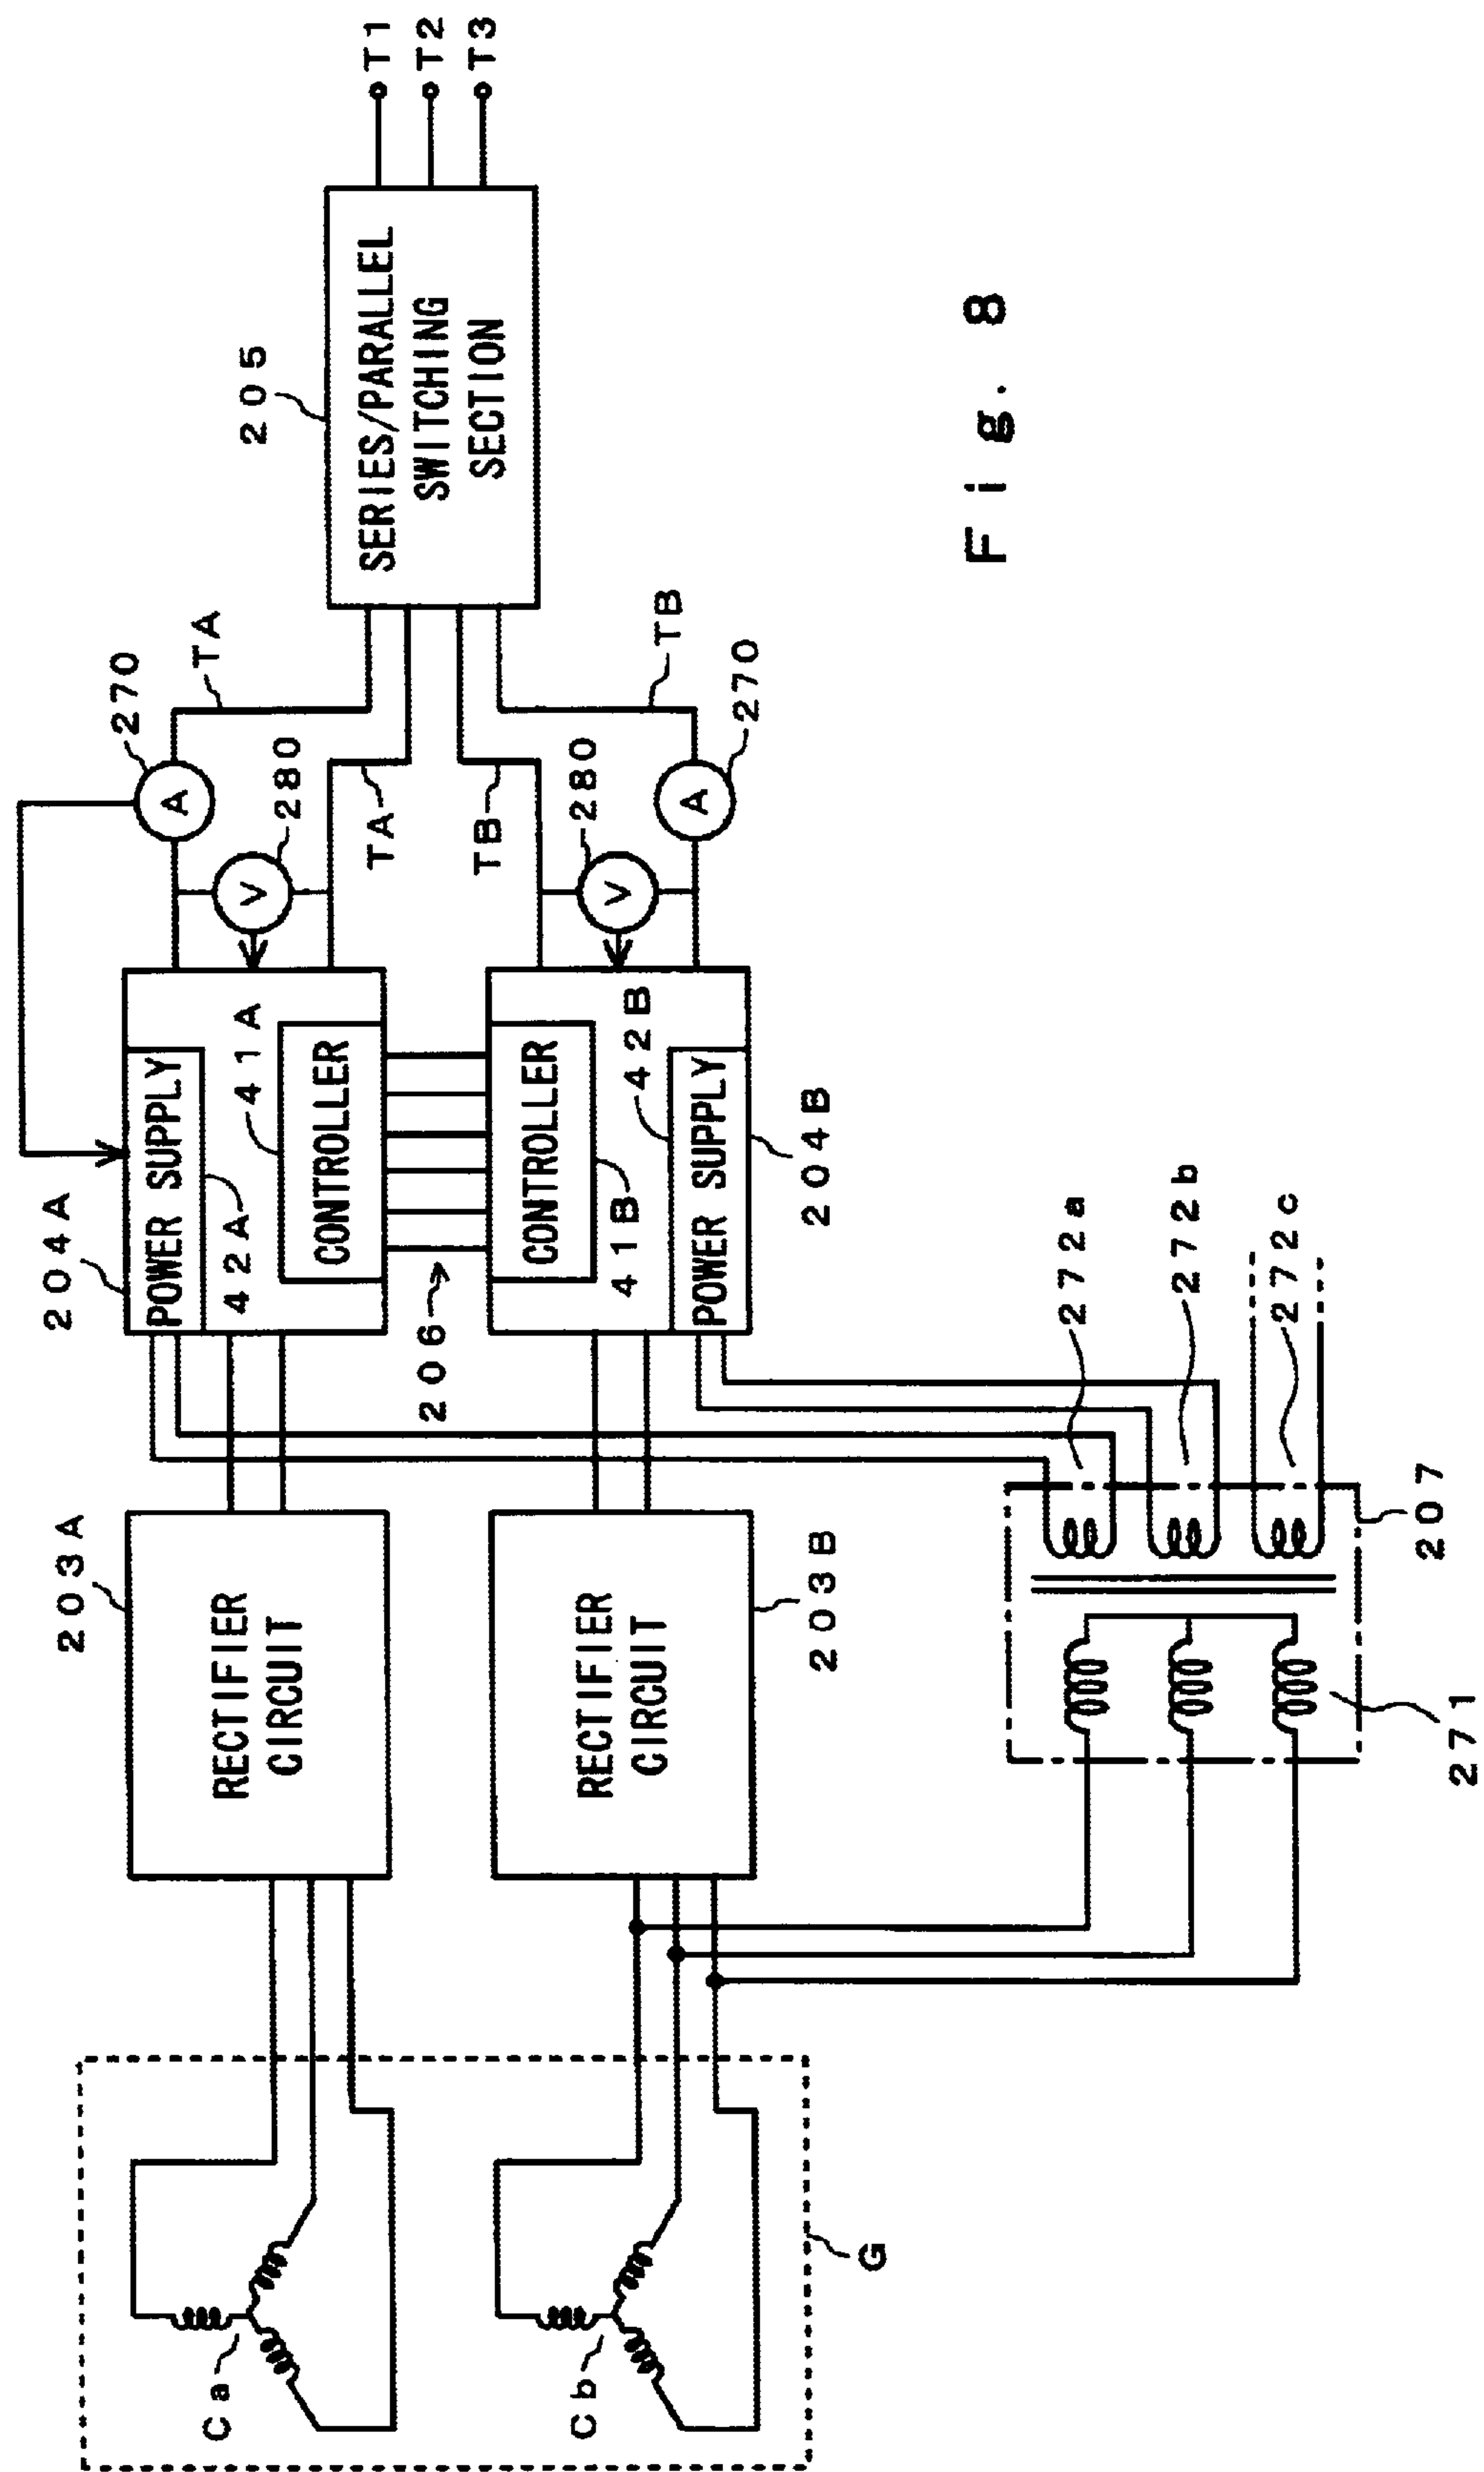 203A
RECTIFIER
CIRCUIT
204A
POWER SUPPLY
42A
41A
CONTROLLER
270
A
TA
280
V
TA
205
SERIES/PARALLEL
SWITCHING
SECTION
T1
T2
T3
206
Ca
Cb
G
RECTIFIER
CIRCUIT
203B
CONTROLLER
41B
42B
POWER SUPPLY
204B
TB
280
V
TB
A
270
272a
272b
272c
207
271
Fig. 8